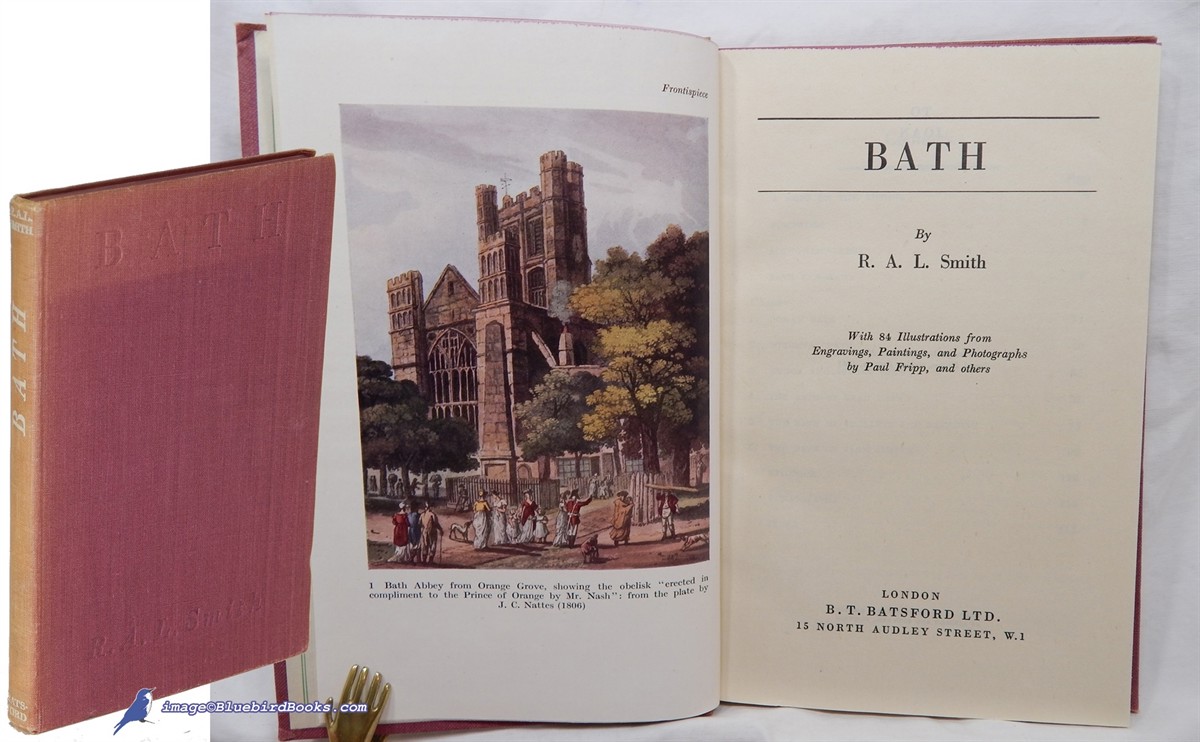 R.A.L.
SMITH
BATH
BATS-
FORD
BATH
R. A. L. Smith
image©BluebirdBooks.com
Frontispiece
1 Bath Abbey from Orange Grove, showing the obelisk "erected in
compliment to the Prince of Orange by Mr. Nash": from the plate by
J. C. Nattes (1806)
BATH
By
R. A. L. Smith
With 84 Illustrations from
Engravings, Paintings, and Photographs
by Paul Fripp, and others
LONDON
B. T. BATSFORD LTD.
15 NORTH AUDLEY STREET, W.1